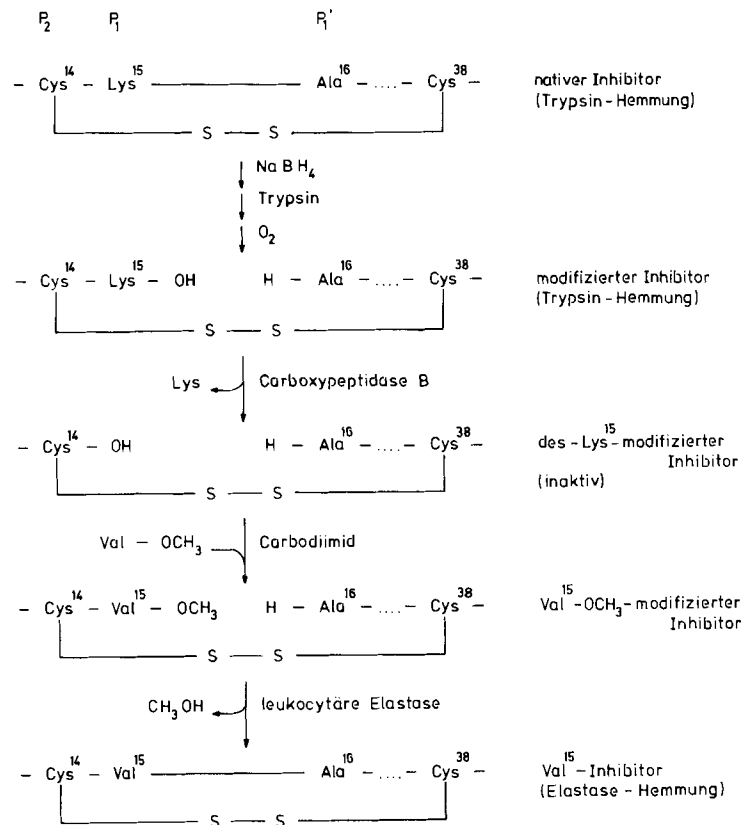 P₂ P₁ P₁'
– Cys¹⁴ – Lys¹⁵ ——— Ala¹⁶ – .... – Cys³⁸ – nativer Inhibitor
(Trypsin-Hemmung)
S — S
NaBH₄
Trypsin
O₂
– Cys¹⁴ – Lys¹⁵ – OH H – Ala¹⁶ – .... – Cys³⁸ – modifizierter Inhibitor
(Trypsin-Hemmung)
S — S
Lys Carboxypeptidase B
– Cys¹⁴ – OH H – Ala¹⁶ – .... – Cys³⁸ – des-Lys¹⁵-modifizierter
Inhibitor
(inaktiv)
S — S
Val – OCH₃ Carbodiimid
– Cys¹⁴ – Val¹⁵ – OCH₃ H – Ala¹⁶ – .... – Cys³⁸ – Val¹⁵-OCH₃-modifizierter
Inhibitor
S — S
CH₃OH leukocytäre Elastase
– Cys¹⁴ – Val¹⁵ ——— Ala¹⁶ – .... – Cys³⁸ – Val¹⁵-Inhibitor
(Elastase-Hemmung)
S — S